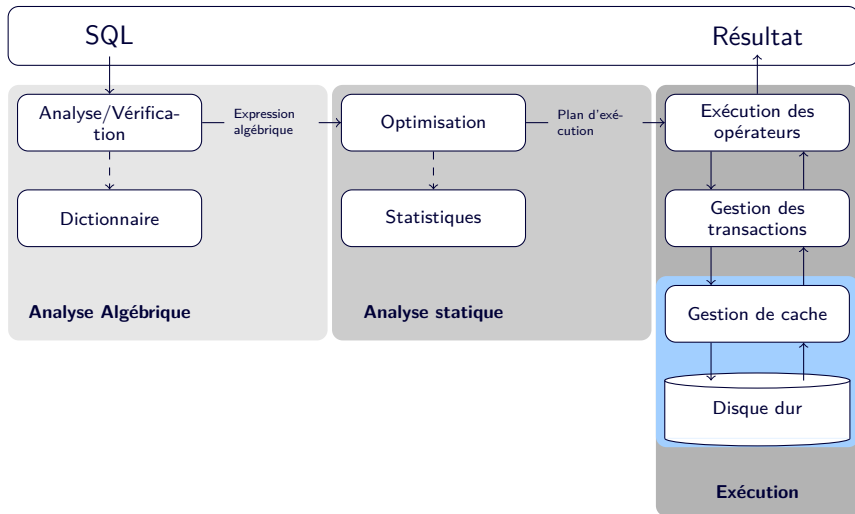 SQL
Résultat
Analyse/Vérifica-
tion
Expression
algébrique
Optimisation
Plan d'exé-
cution
Exécution des
opérateurs
Dictionnaire
Statistiques
Gestion des
transactions
Analyse Algébrique
Analyse statique
Gestion de cache
Disque dur
Exécution